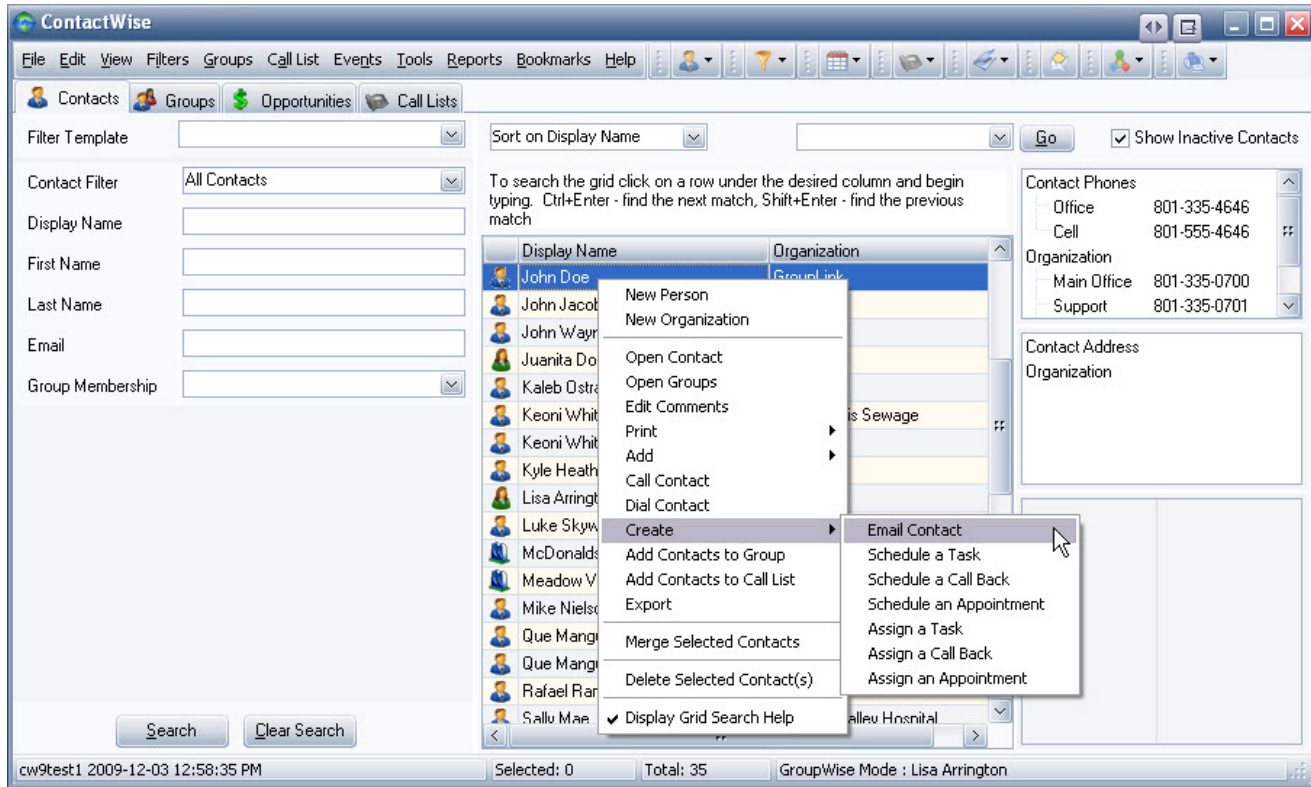 ContactWise
File Edit View Filters Groups Call List Events Tools Reports Bookmarks Help
Contacts Groups Opportunities Call Lists
Filter Template
Contact Filter All Contacts
Display Name
First Name
Last Name
Email
Group Membership
Search Clear Search
Sort on Display Name Go Show Inactive Contacts
To search the grid click on a row under the desired column and begin
typing. Ctrl+Enter - find the next match, Shift+Enter - find the previous
match
Display Name Organization
John Doe GroupLink
John Jacob
John Wayn
Juanita Do
Kaleb Ostra
Keoni Whit is Sewage
Keoni Whit
Kyle Heath
Lisa Arringt
Luke Skyw
McDonalds
Meadow V
Mike Nielso
Que Mangu
Que Mangu
Rafael Ram
Sally Mae alley Hospital
New Person
New Organization
Open Contact
Open Groups
Edit Comments
Print
Add
Call Contact
Dial Contact
Create
Add Contacts to Group
Add Contacts to Call List
Export
Merge Selected Contacts
Delete Selected Contact(s)
Display Grid Search Help
Email Contact
Schedule a Task
Schedule a Call Back
Schedule an Appointment
Assign a Task
Assign a Call Back
Assign an Appointment
Contact Phones
Office 801-335-4646
Cell 801-555-4646
Organization
Main Office 801-335-0700
Support 801-335-0701
Contact Address
Organization
cw9test1 2009-12-03 12:58:35 PM Selected: 0 Total: 35 GroupWise Mode : Lisa Arrington